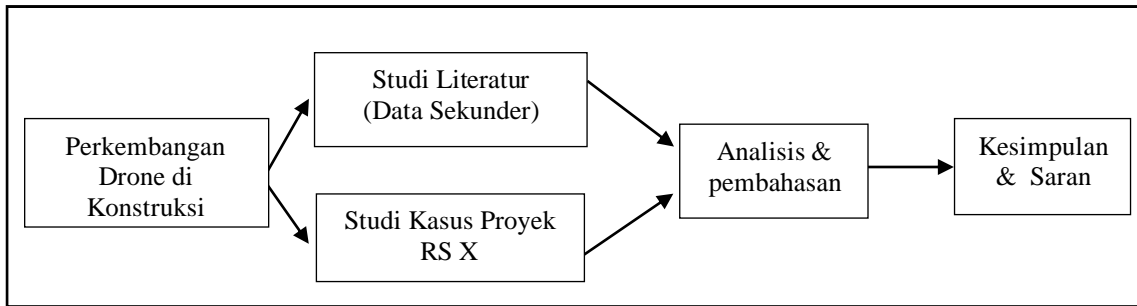 Perkembangan
Drone di
Konstruksi
Studi Literatur
(Data Sekunder)
Studi Kasus Proyek
RS X
Analisis &
pembahasan
Kesimpulan
& Saran